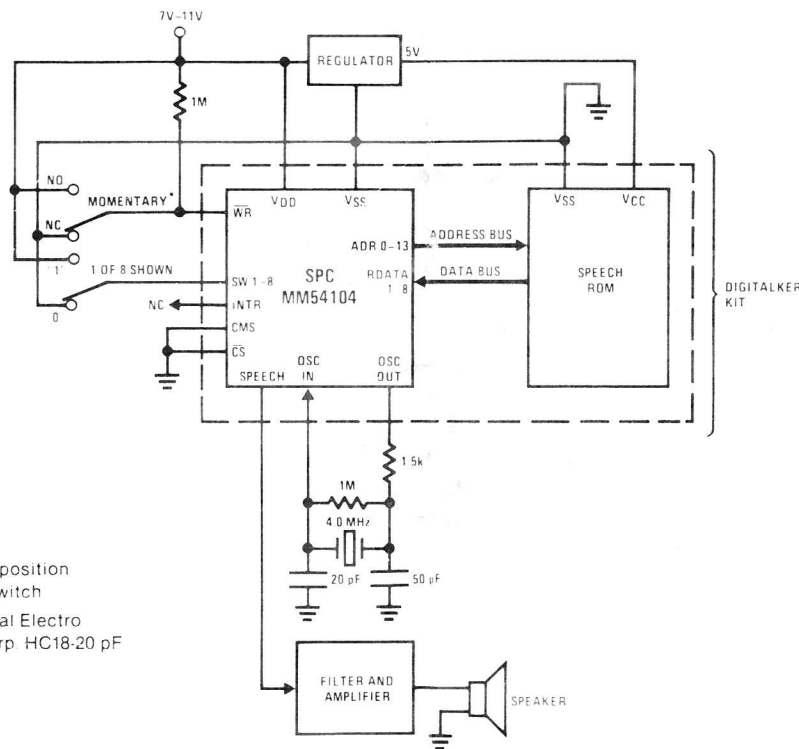 7V–11V
REGULATOR
5V
1M
NO
MOMENTARY*
NC
"1"
1 OF 8 SHOWN
0
NC
WR
VDD
VSS
ADR 0–13
ADDRESS BUS
SPC
MM54104
RDATA
1–8
DATA BUS
SW 1–8
INTR
CMS
CS
SPEECH
OSC
IN
OSC
OUT
VSS
VCC
SPEECH
ROM
DIGITALKER
KIT
1.5k
1M
4.0 MHz
20 pF
50 pF
position
witch
al Electro
rp. HC18-20 pF
FILTER AND
AMPLIFIER
SPEAKER